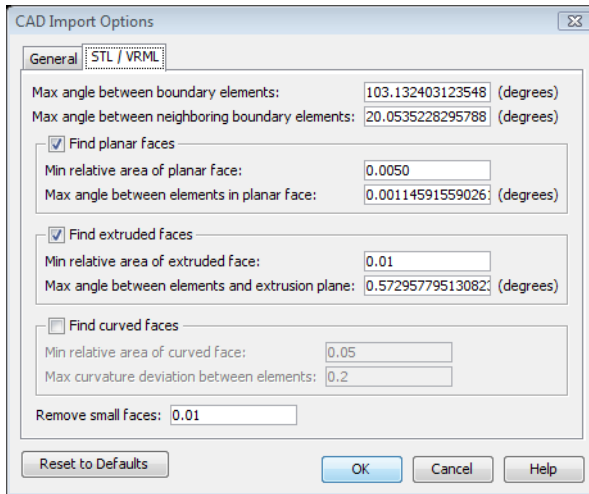 CAD Import Options
General STL / VRML
Max angle between boundary elements: 103.132403123548 (degrees)
Max angle between neighboring boundary elements: 20.0535228295788 (degrees)
Find planar faces
Min relative area of planar face: 0.0050
Max angle between elements in planar face: 0.00114591559026 (degrees)
Find extruded faces
Min relative area of extruded face: 0.01
Max angle between elements and extrusion plane: 0.57295779513082 (degrees)
Find curved faces
Min relative area of curved face: 0.05
Max curvature deviation between elements: 0.2
Remove small faces: 0.01
Reset to Defaults OK Cancel Help